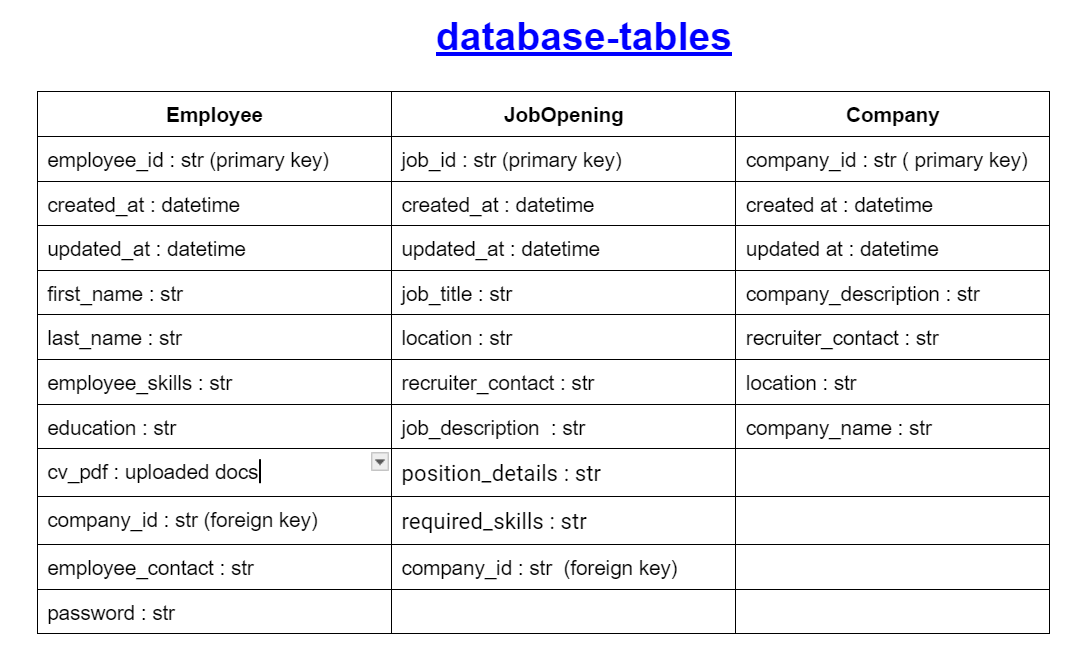 database-tables
Employee JobOpening Company
employee_id : str (primary key) job_id : str (primary key) company_id : str ( primary key)
created_at : datetime created_at : datetime created at : datetime
updated_at : datetime updated_at : datetime updated at : datetime
first_name : str job_title : str company_description : str
last_name : str location : str recruiter_contact : str
employee_skills : str recruiter_contact : str location : str
education : str job_description  : str company_name : str
cv_pdf : uploaded docs position_details : str
company_id : str (foreign key) required_skills : str
employee_contact : str company_id : str  (foreign key)
password : str